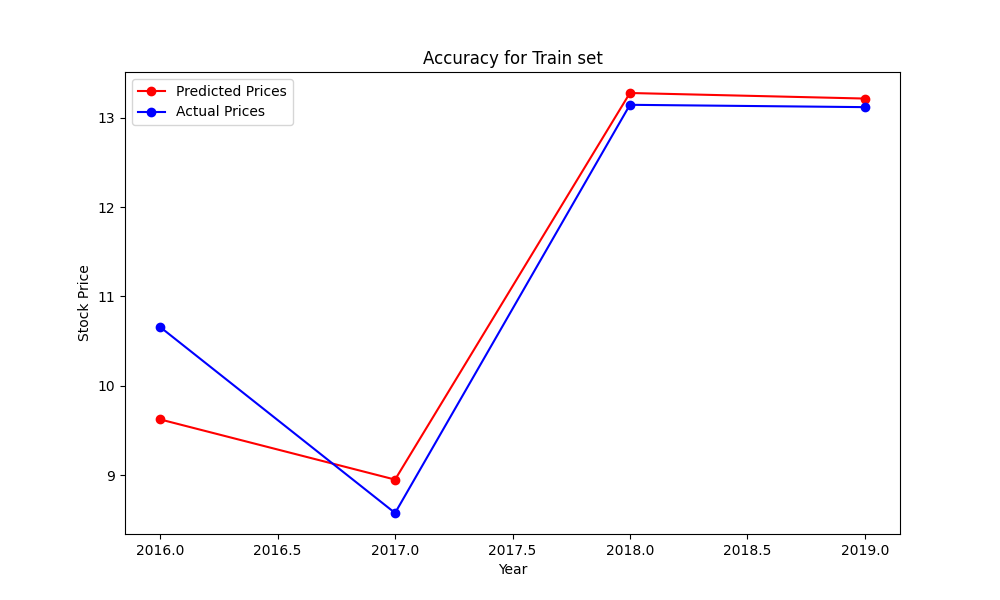 Accuracy for Train set
Predicted Prices
Actual Prices
13
12
11
10
9
Stock Price
2016.0 2016.5 2017.0 2017.5 2018.0 2018.5 2019.0
Year